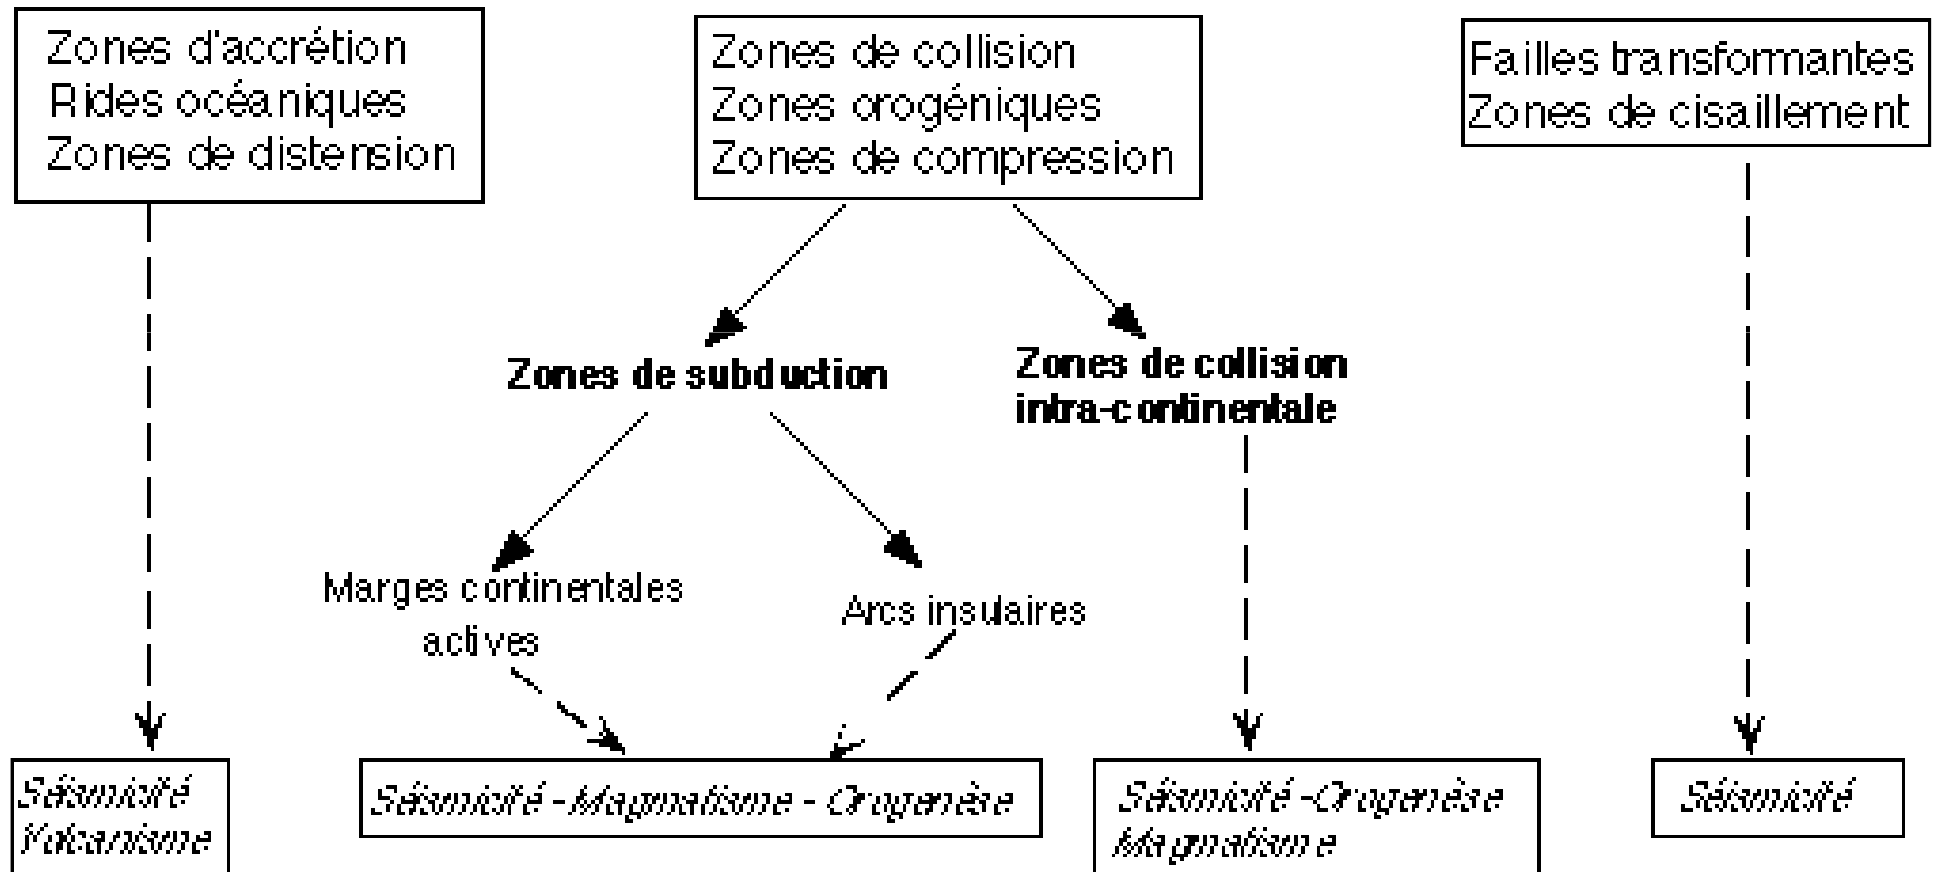 Zones d'accrétion
Rides océaniques
Zones de distension
Zones de collision
Zones orogéniques
Zones de compression
Failles transformantes
Zones de cisaillement
Zones de subduction
Zones de collision
intra-continentale
Marges continentales
actives
Arcs insulaires
Séismicité
Volcanisme
Séismicité - Magmatisme - Orogenèse
Séismicité - Orogenèse
Magmatisme
Séismicité